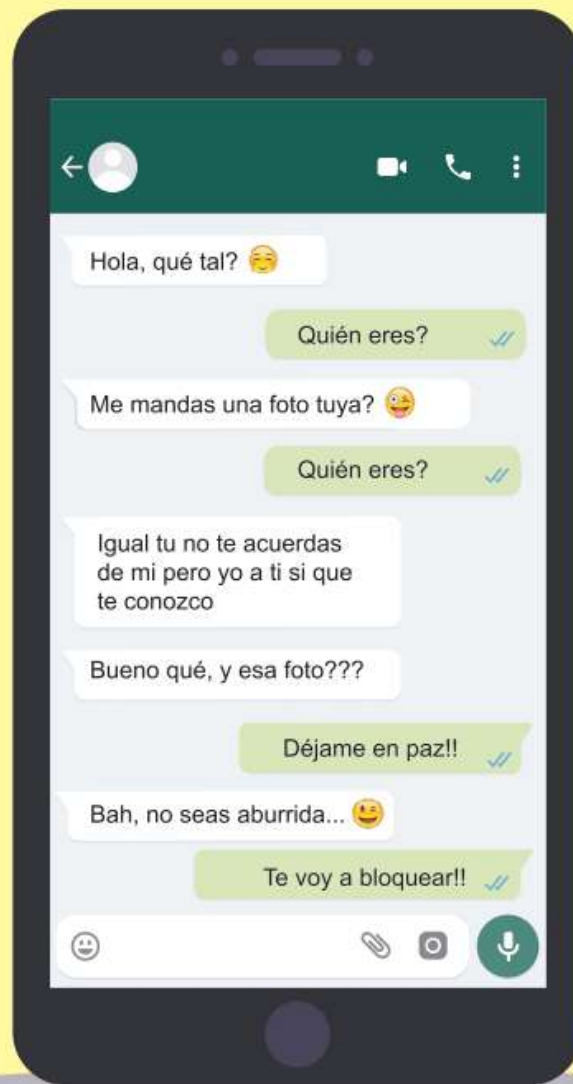 Hola, qué tal? ☺️
Quién eres?
Me mandas una foto tuya? 😜
Quién eres?
Igual tu no te acuerdas
de mi pero yo a ti si que
te conozco
Bueno qué, y esa foto???
Déjame en paz!!
Bah, no seas aburrida... 😃
Te voy a bloquear!!